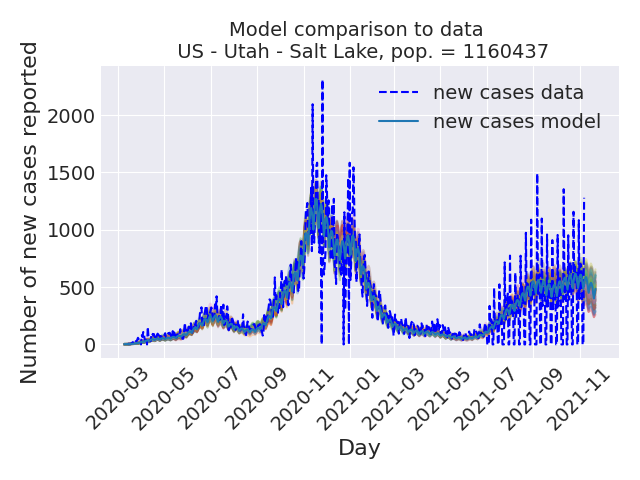 Model comparison to data
US - Utah - Salt Lake, pop. = 1160437
Number of new cases reported
2000
1500
1000
500
0
new cases data
new cases model
2020-03
2020-05
2020-07
2020-09
2020-11
2021-01
2021-03
2021-05
2021-07
2021-09
2021-11
Day